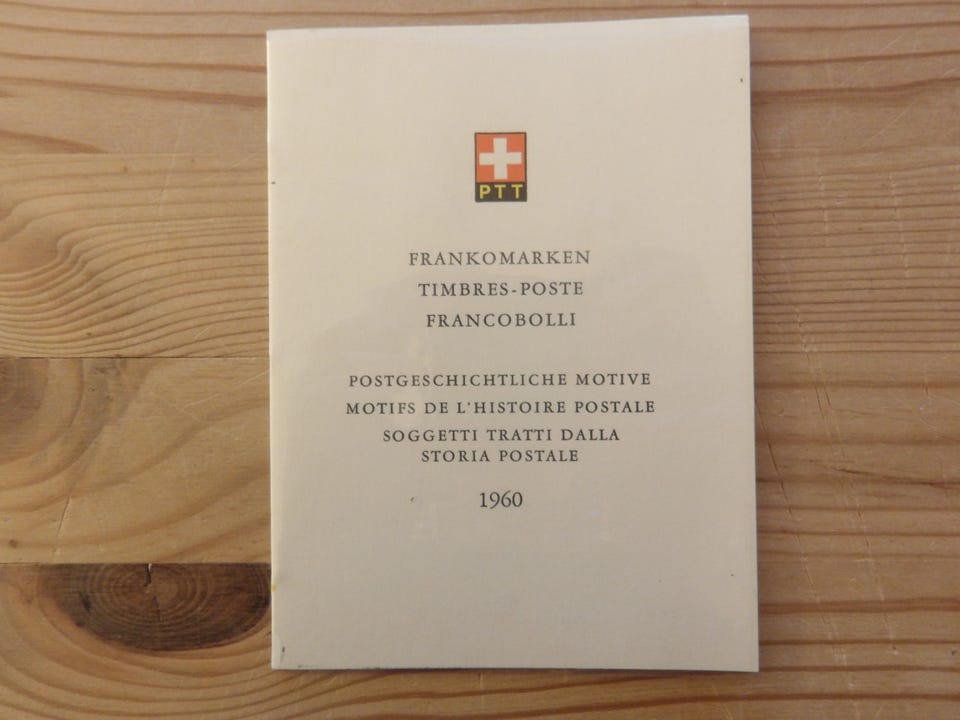 PTT
FRANKOMARKEN
TIMBRES-POSTE
FRANCOBOLLI
POSTGESCHICHTLICHE MOTIVE
MOTIFS DE L'HISTOIRE POSTALE
SOGGETTI TRATTI DALLA
STORIA POSTALE
1960